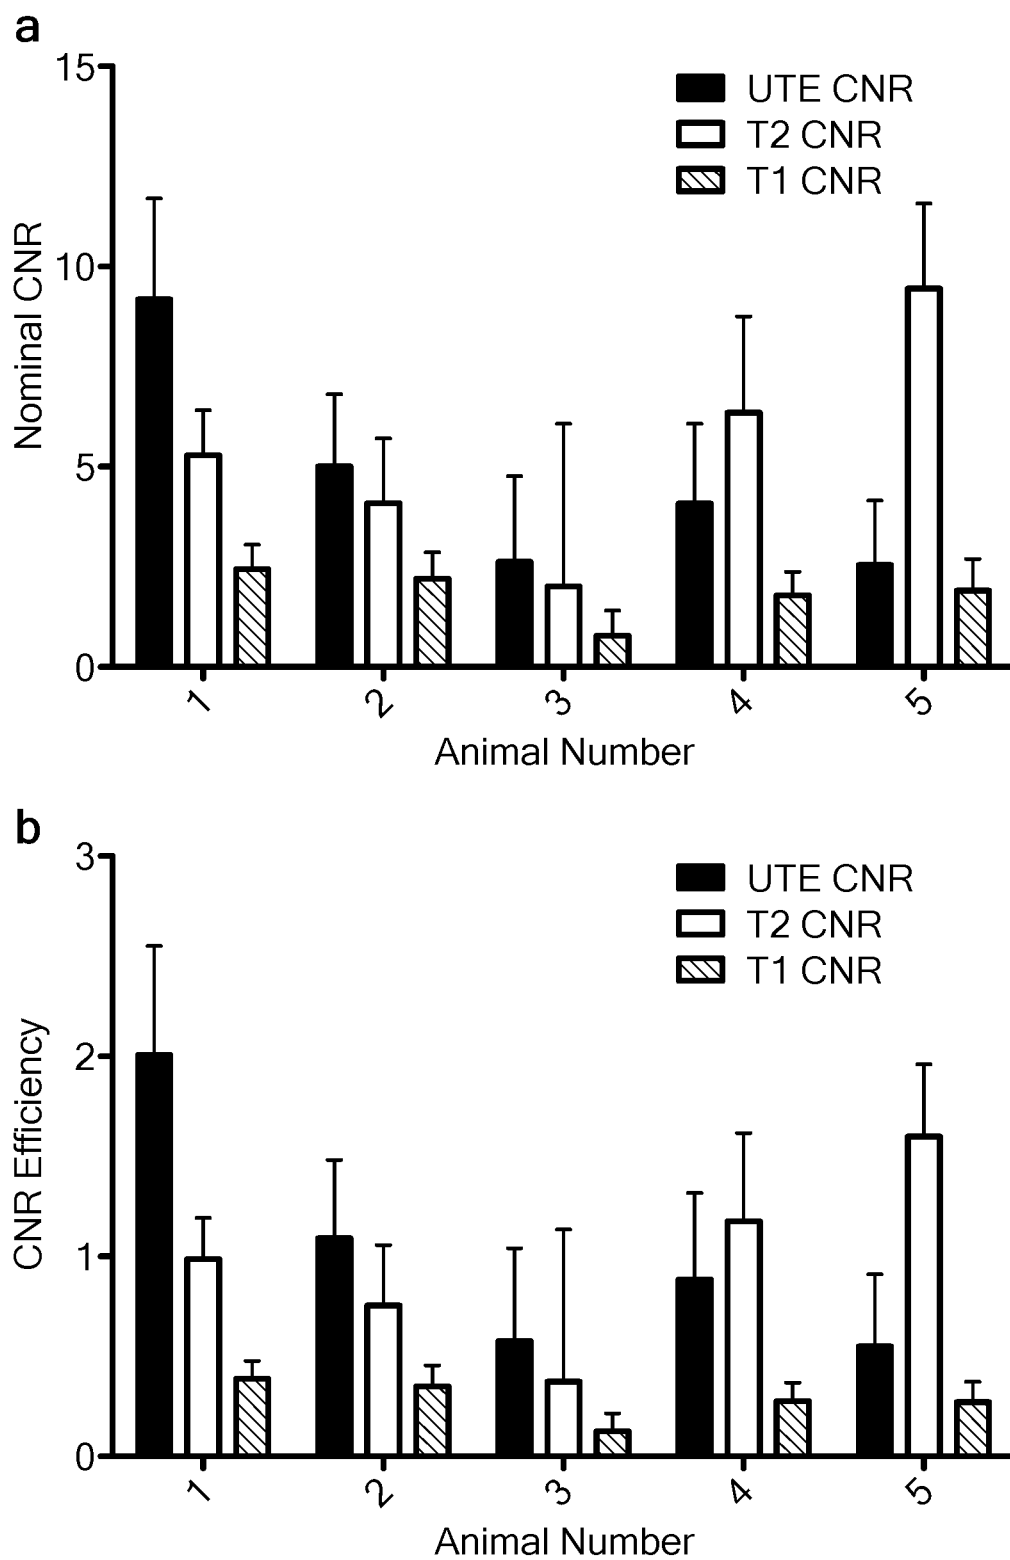 a
15
10
5
0
Nominal CNR
UTE CNR
T2 CNR
T1 CNR
1 2 3 4 5
Animal Number
b
3
2
1
0
CNR Efficiency
UTE CNR
T2 CNR
T1 CNR
1 2 3 4 5
Animal Number